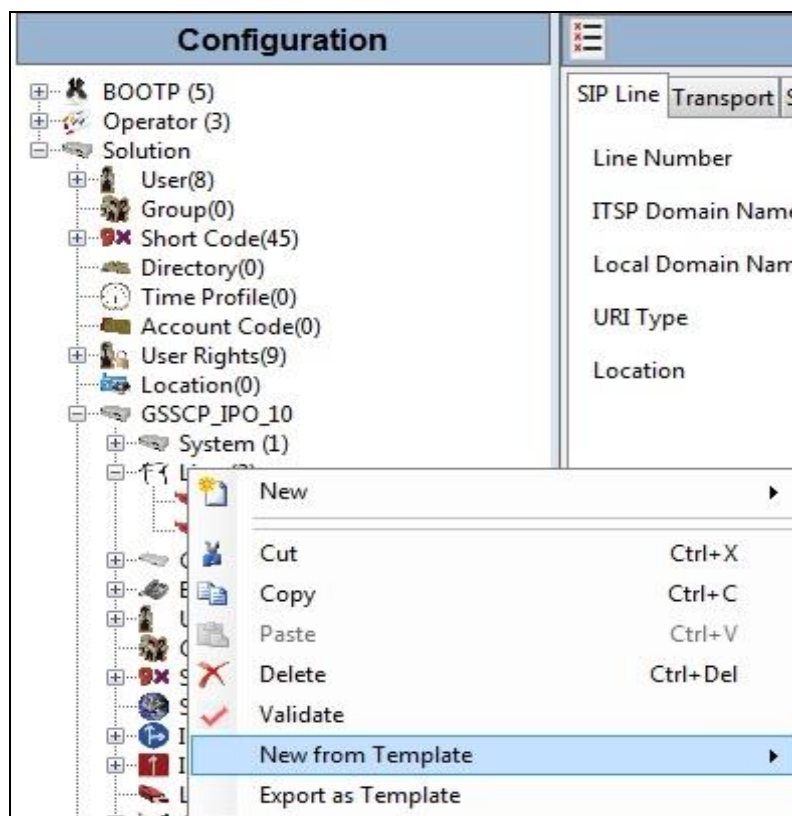 Configuration
BOOTP (5)
Operator (3)
Solution
User(8)
Group(0)
Short Code(45)
Directory(0)
Time Profile(0)
Account Code(0)
User Rights(9)
Location(0)
GSSCP_IPO_10
System (1)
SIP Line Transport
Line Number
ITSP Domain Name
Local Domain Nam
URI Type
Location
New
Cut Ctrl+X
Copy Ctrl+C
Paste Ctrl+V
Delete Ctrl+Del
Validate
New from Template
Export as Template